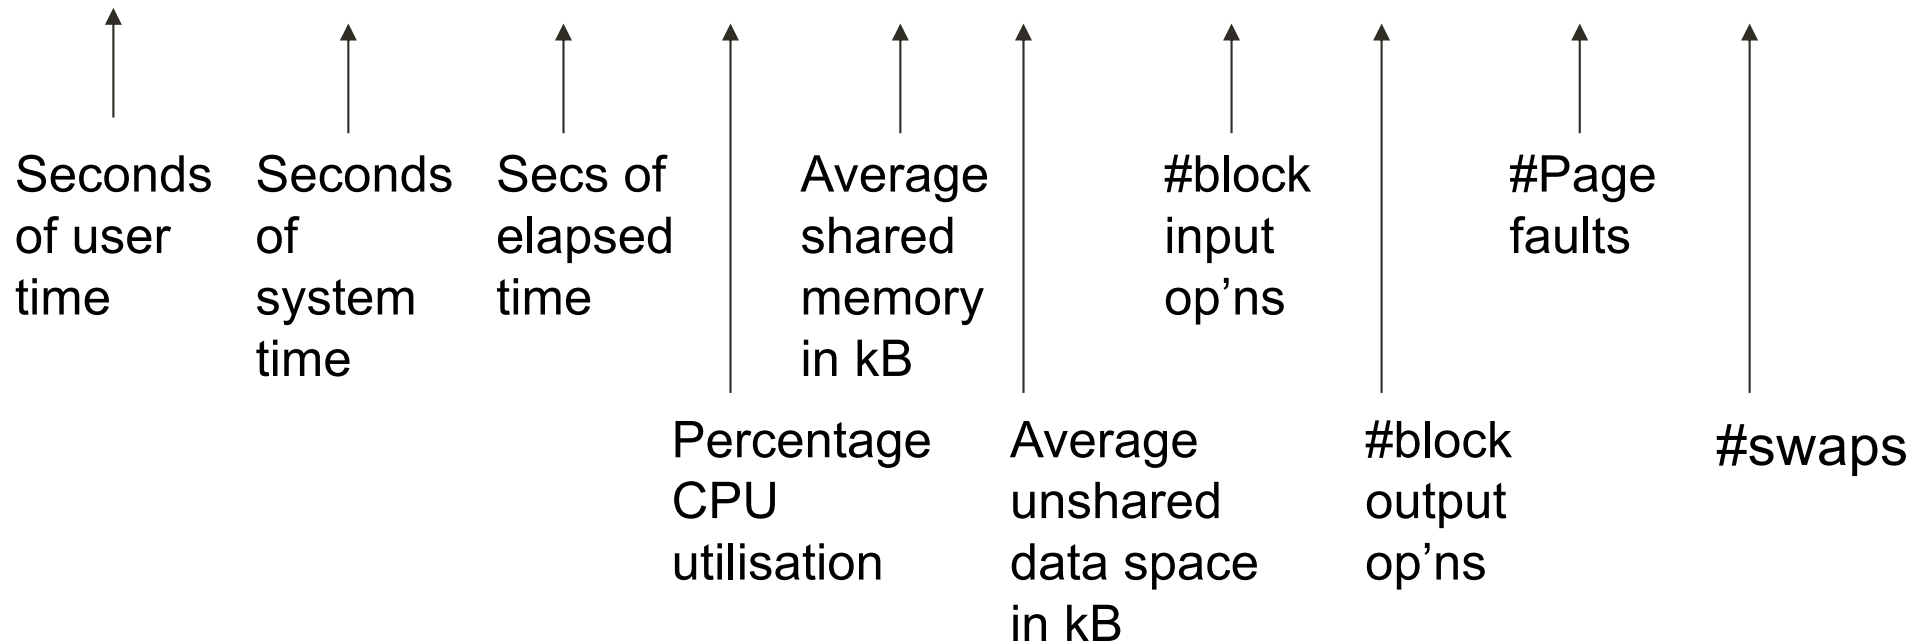 Seconds
of user
time
Seconds
of
system
time
Secs of
elapsed
time
Average
shared
memory
in kB
#block
input
op’ns
#Page
faults
Percentage
CPU
utilisation
Average
unshared
data space
in kB
#block
output
op’ns
#swaps